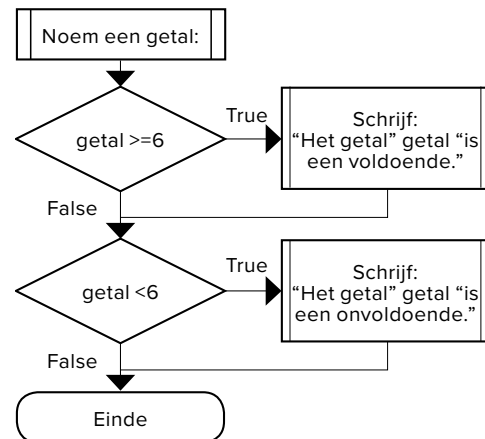 Noem een getal:
getal >=6
True
Schrijf:
“Het getal” getal “is
een voldoende.”
False
getal <6
True
Schrijf:
“Het getal” getal “is
een onvoldoende.”
False
Einde